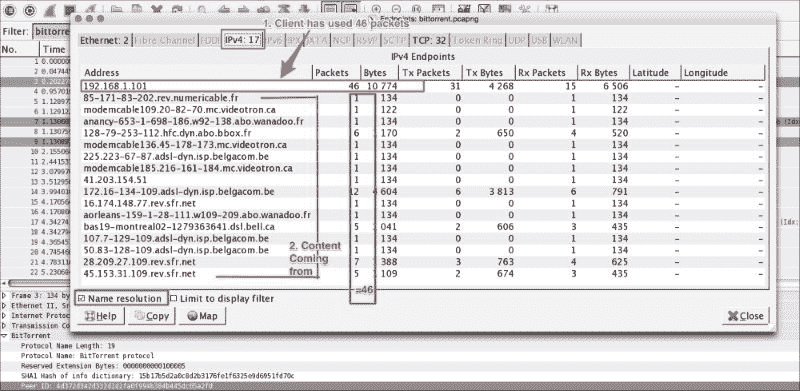 Endpoints: bittorrent.pcapng
1. Client has used 46 packets
Filter: bittorrent
Ethernet: 2 Fibre Channel FDDI IPv4: 17 IPv6 IPX JXTA NCP RSVP SCTP TCP: 32 Token Ring UDP USB WLAN
No. Time
IPv4 Endpoints
Address Packets Bytes Tx Packets Tx Bytes Rx Packets Rx Bytes Latitude Longitude
192.168.1.101 46 10 774 31 4 268 15 6 506 – –
85-171-83-202.rev.numericable.fr 1 134 0 0 1 134 – –
modemcable109.20-82-70.mc.videotron.ca 1 122 0 0 1 122 – –
anancy-653-1-698-186.w92-138.abo.wanadoo.fr 1 134 0 0 1 134 – –
128-79-253-112.hfc.dyn.abo.bbox.fr 6 170 2 650 4 520 – –
modemcable136.45-178-173.mc.videotron.ca 1 134 0 0 1 134 – –
225.223-67-87.adsl-dyn.isp.belgacom.be 1 134 0 0 1 134 – –
modemcable185.216-161-184.mc.videotron.ca 1 134 0 0 1 134 – –
41.203.154.51 1 134 0 0 1 134 – –
172.16-134-109.adsl-dyn.isp.belgacom.be 12 604 6 3 813 6 791 – –
16.174.148.77.rev.sfr.net 1 134 0 0 1 134 – –
aorleans-159-1-28-111.w109-209.abo.wanadoo.fr 1 134 0 0 1 134 – –
bas19-montreal02-1279363641.dsl.bell.ca 5 041 2 606 3 435 – –
107.7-129-109.adsl-dyn.isp.belgacom.be 1 134 0 0 1 134 – –
50.83-128-109.adsl-dyn.isp.belgacom.be 1 134 0 0 1 134 – –
28.209.27.109.rev.sfr.net 7 388 3 763 4 625 – –
45.153.31.109.rev.sfr.net 5 109 2 674 3 435 – –
2. Content
Coming
from
=46
Name resolution Limit to display filter
Help Copy Map Close
Frame 3: 134 by
Ethernet II, Sr
Internet Protoc
Transmission Co
BitTorrent
Protocol Name Length: 19
Protocol Name: BitTorrent protocol
Reserved Extension Bytes: 0000000000100005
SHA1 Hash of info dictionary:
Peer ID: